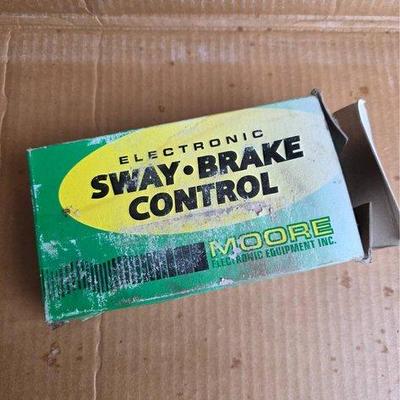 ELECTRONIC
SWAY • BRAKE
CONTROL
MOORE
ELECTRONIC EQUIPMENT INC.